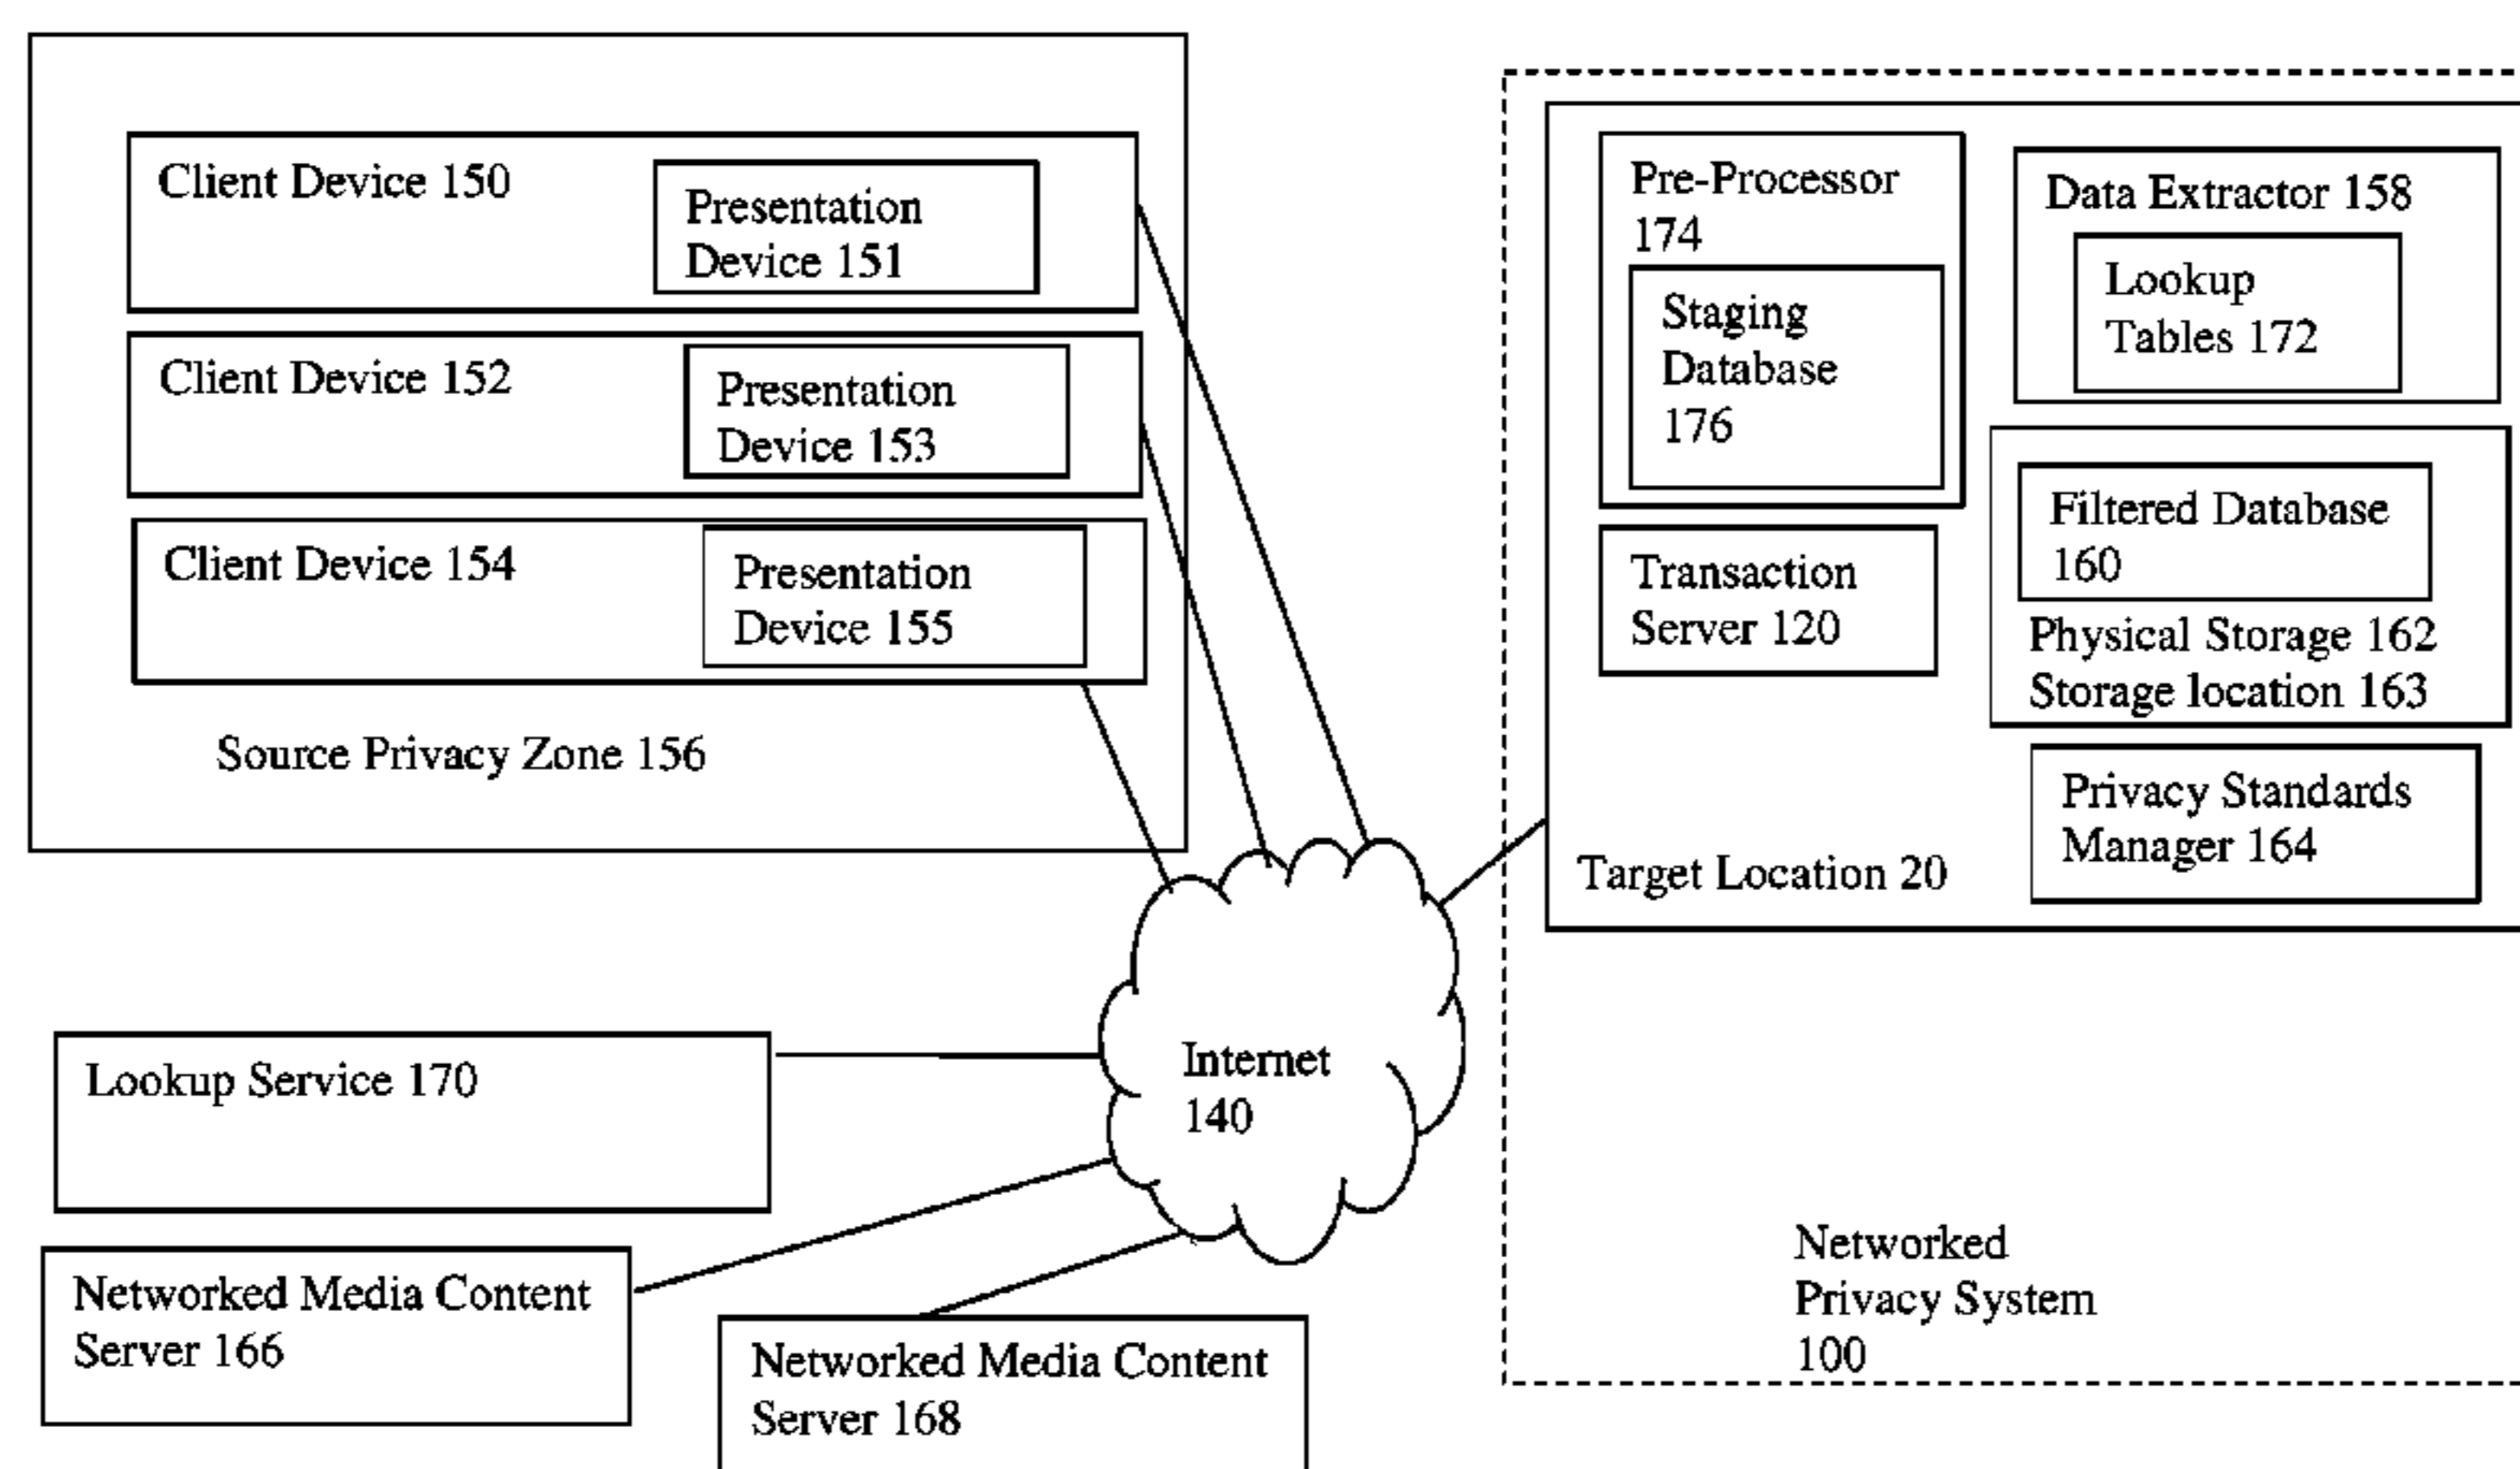 Client Device 150
Presentation
Device 151
Client Device 152
Presentation
Device 153
Client Device 154
Presentation
Device 155
Source Privacy Zone 156
Pre-Processor
174
Staging
Database
176
Data Extractor 158
Lookup
Tables 172
Transaction
Server 120
Filtered Database
160
Physical Storage 162
Storage location 163
Privacy Standards
Manager 164
Target Location 20
Internet
140
Lookup Service 170
Networked Media Content
Server 166
Networked Media Content
Server 168
Networked
Privacy System
100